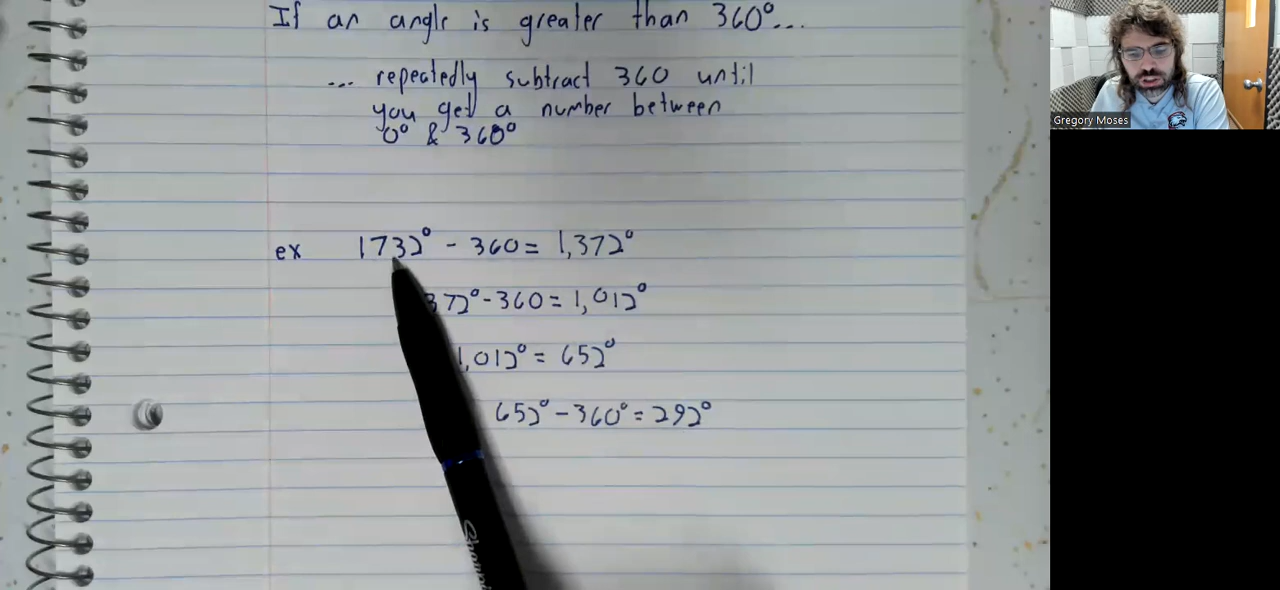 If an angle is greater than 360°...
... repeatedly subtract 360 until
you get a number between
0° & 360°
ex 1732° - 360 = 1,372°
372° - 360 = 1,012°
1,012° = 652°
652° - 360° = 292°
Gregory Moses